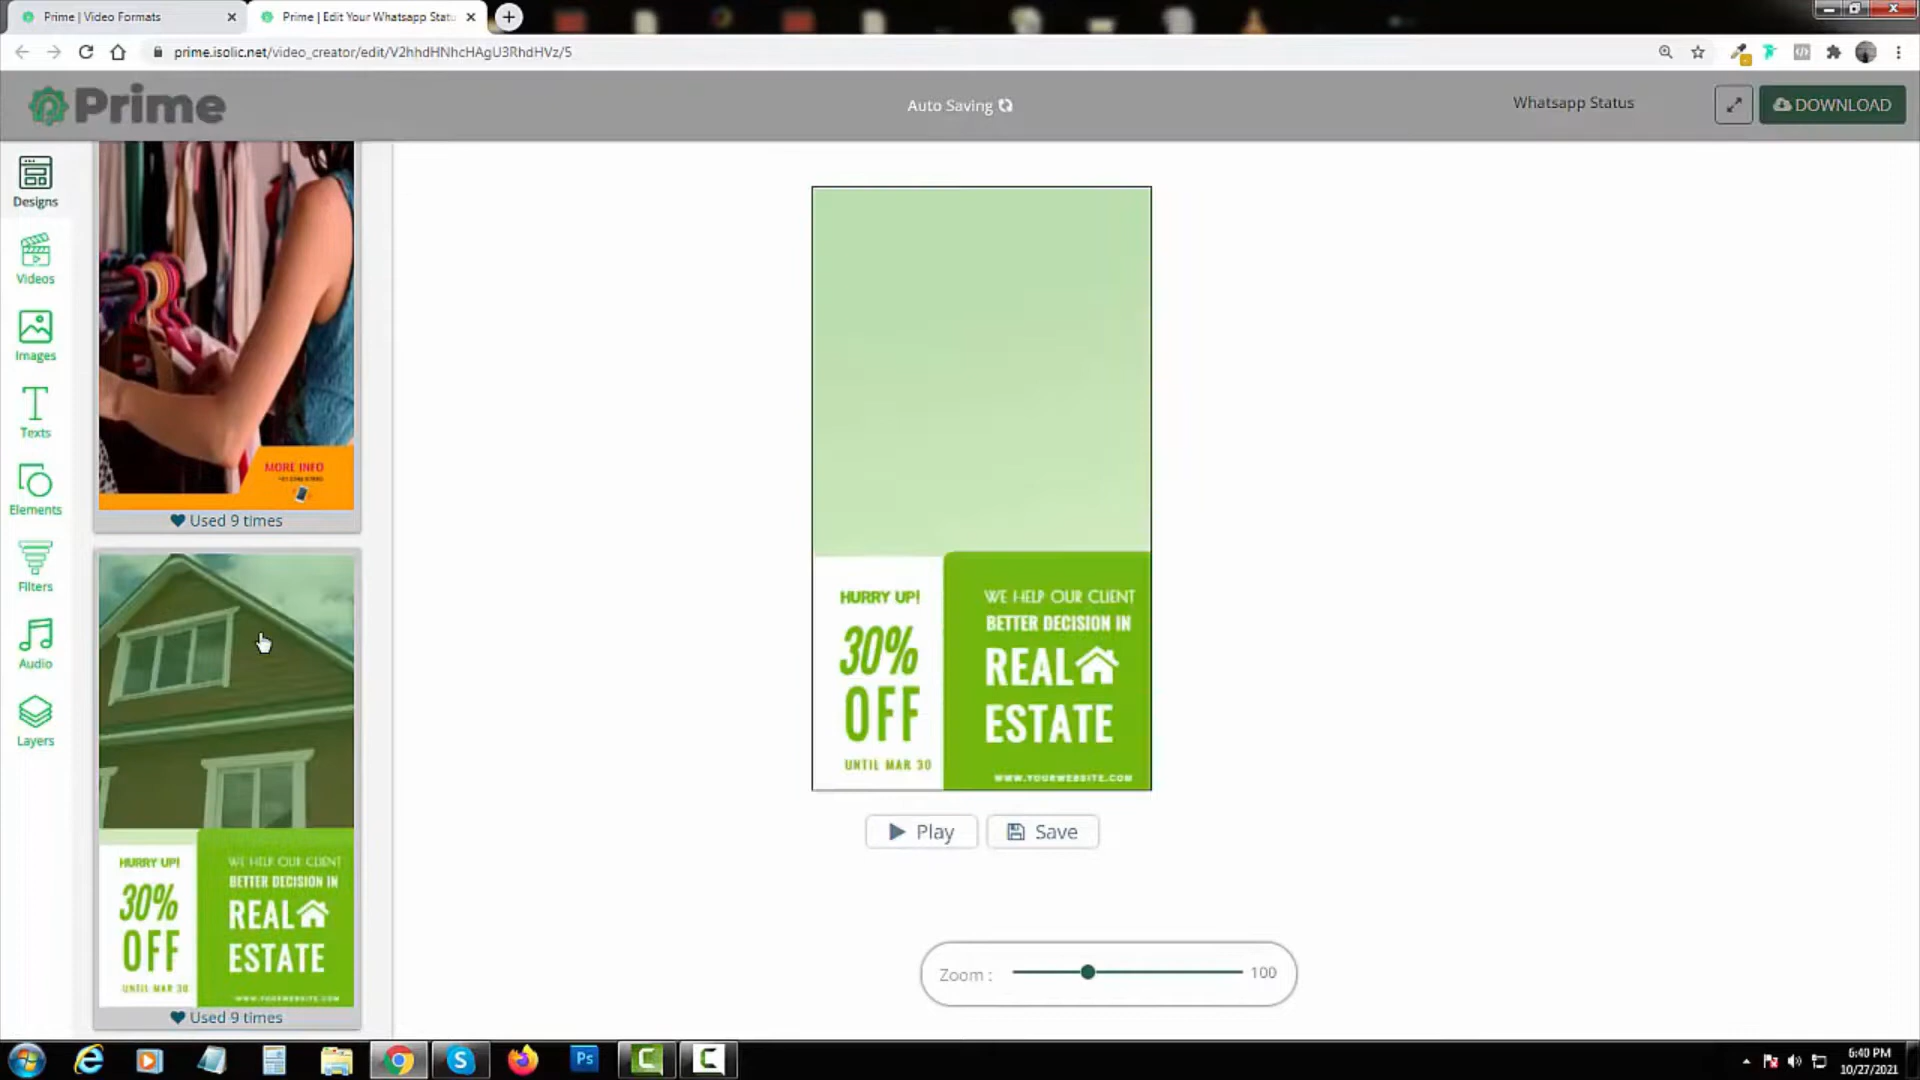 Prime | Video Formats
Prime | Edit Your Whatsapp Statu
prime.isolic.net/video_creator/edit/V2hhdHNhcHAgU3RhdHVz/5
Prime
Auto Saving
Whatsapp Status
DOWNLOAD
Designs
Videos
Images
Texts
Elements
Filters
Audio
Layers
MORE INFO
Used 9 times
HURRY UP!
30%
OFF
UNTIL MAR 30
WE HELP OUR CLIENT
BETTER DECISION IN
REAL
ESTATE
WWW.YOURWEBSITE.COM
Used 9 times
HURRY UP!
30%
OFF
UNTIL MAR 30
WE HELP OUR CLIENT
BETTER DECISION IN
REAL
ESTATE
WWW.YOURWEBSITE.COM
Play
Save
Zoom :
100
Ps
6:40 PM
10/27/2021